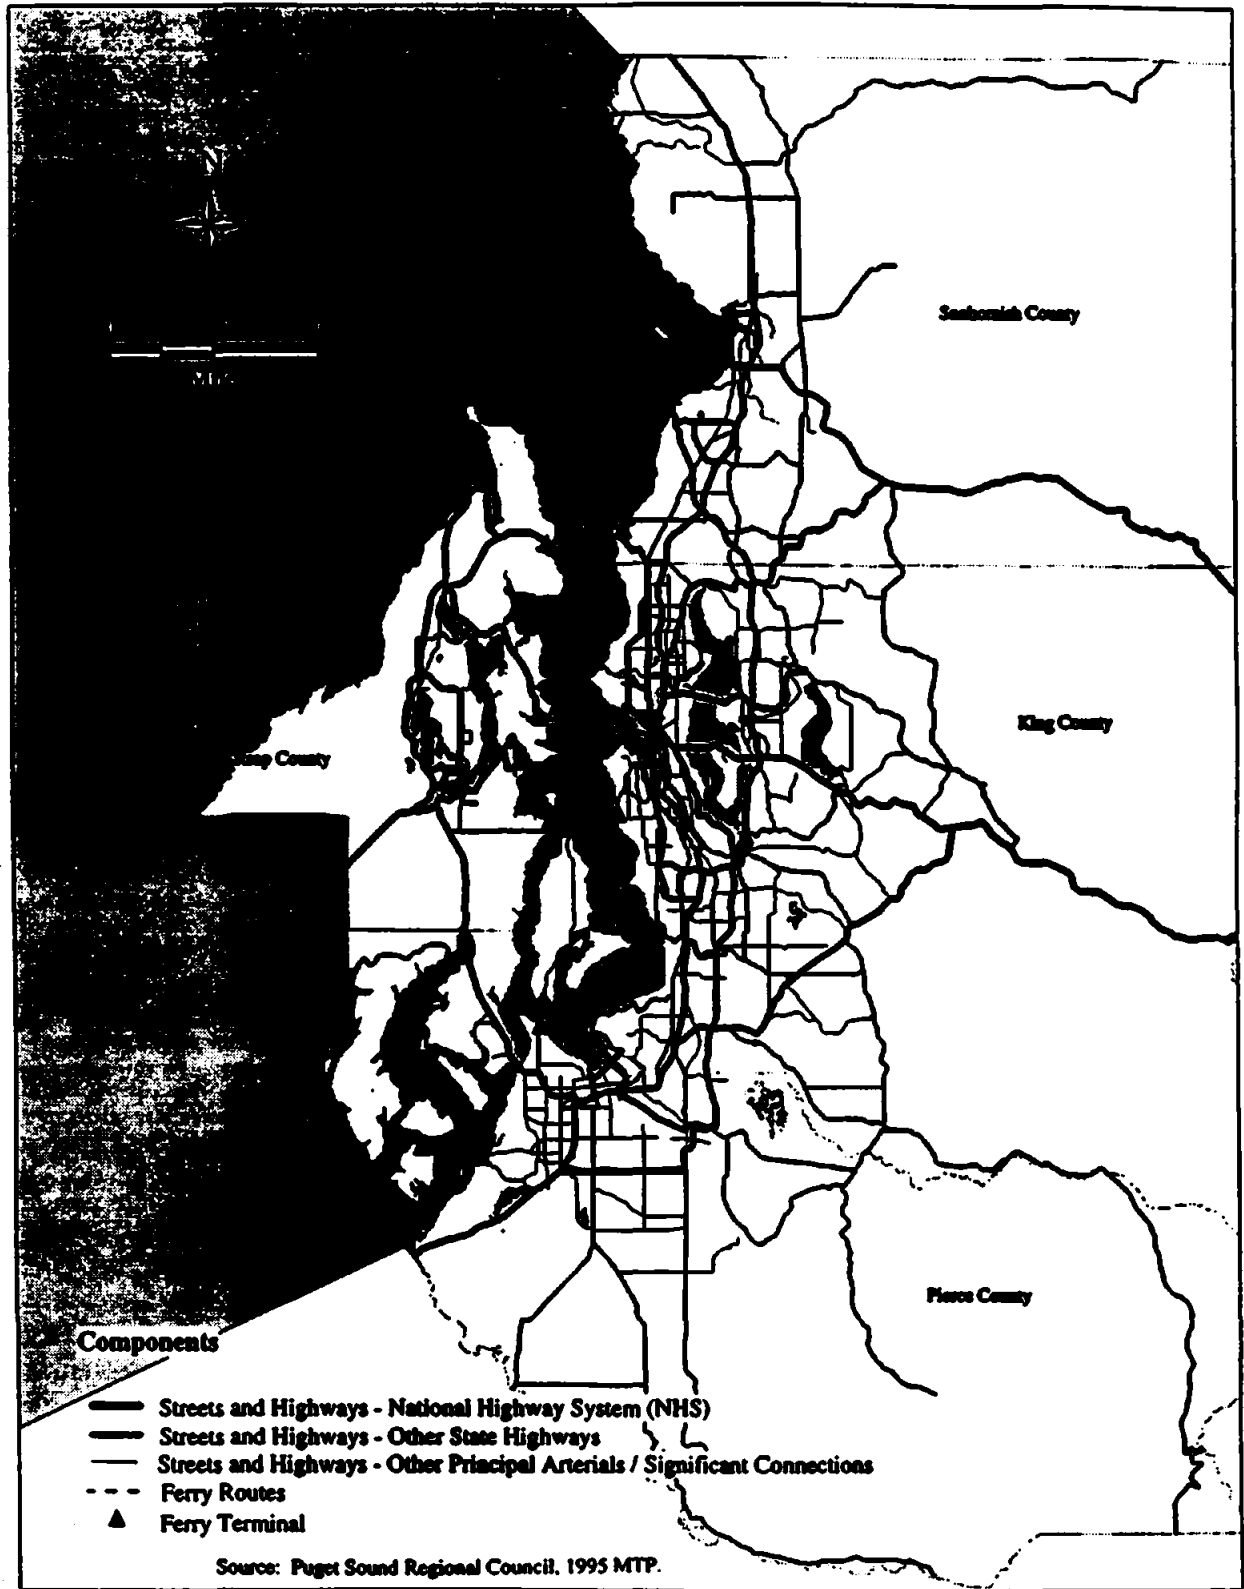 N
Snohomish County
King County
County
Pierce County
Components
Streets and Highways - National Highway System (NHS)
Streets and Highways - Other State Highways
Streets and Highways - Other Principal Arterials / Significant Connections
Ferry Routes
Ferry Terminal
Source: Puget Sound Regional Council, 1995 MTP.